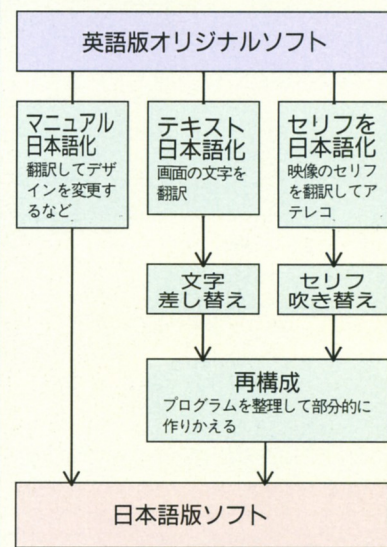 英語版オリジナルソフト
マニュアル
日本語化
翻訳してデザ
インを変更す
るなど
テキスト
日本語化
画面の文字を
翻訳
セリフを
日本語化
映像のセリフ
を翻訳してア
テレコ
文字
差し替え
セリフ
吹き替え
再構成
プログラムを整理して部分的に
作りかえる
日本語版ソフト